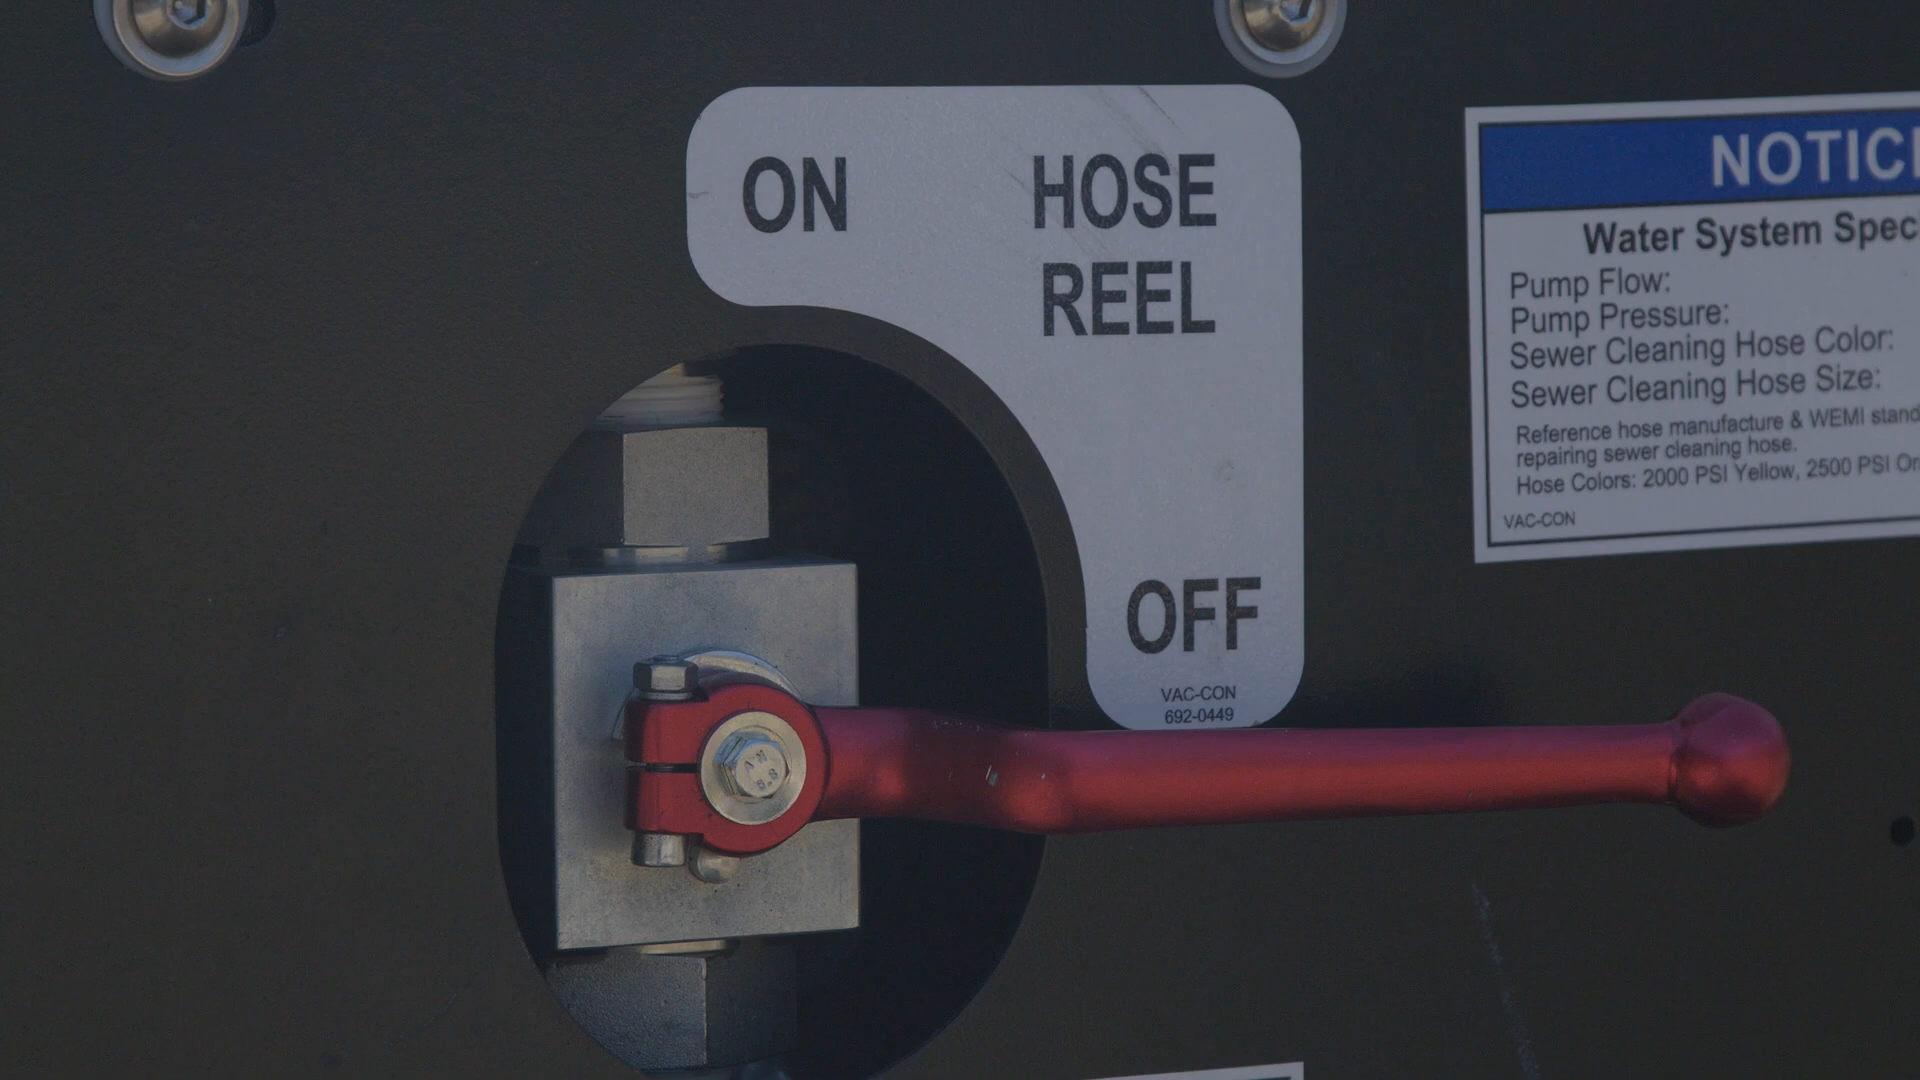 ON HOSE
REEL
OFF
VAC-CON
692-0449
NOTIC
Water System Spec
Pump Flow:
Pump Pressure:
Sewer Cleaning Hose Color:
Sewer Cleaning Hose Size:
Reference hose manufacture & WEMI stand
repairing sewer cleaning hose.
Hose Colors: 2000 PSI Yellow, 2500 PSI Or
VAC-CON